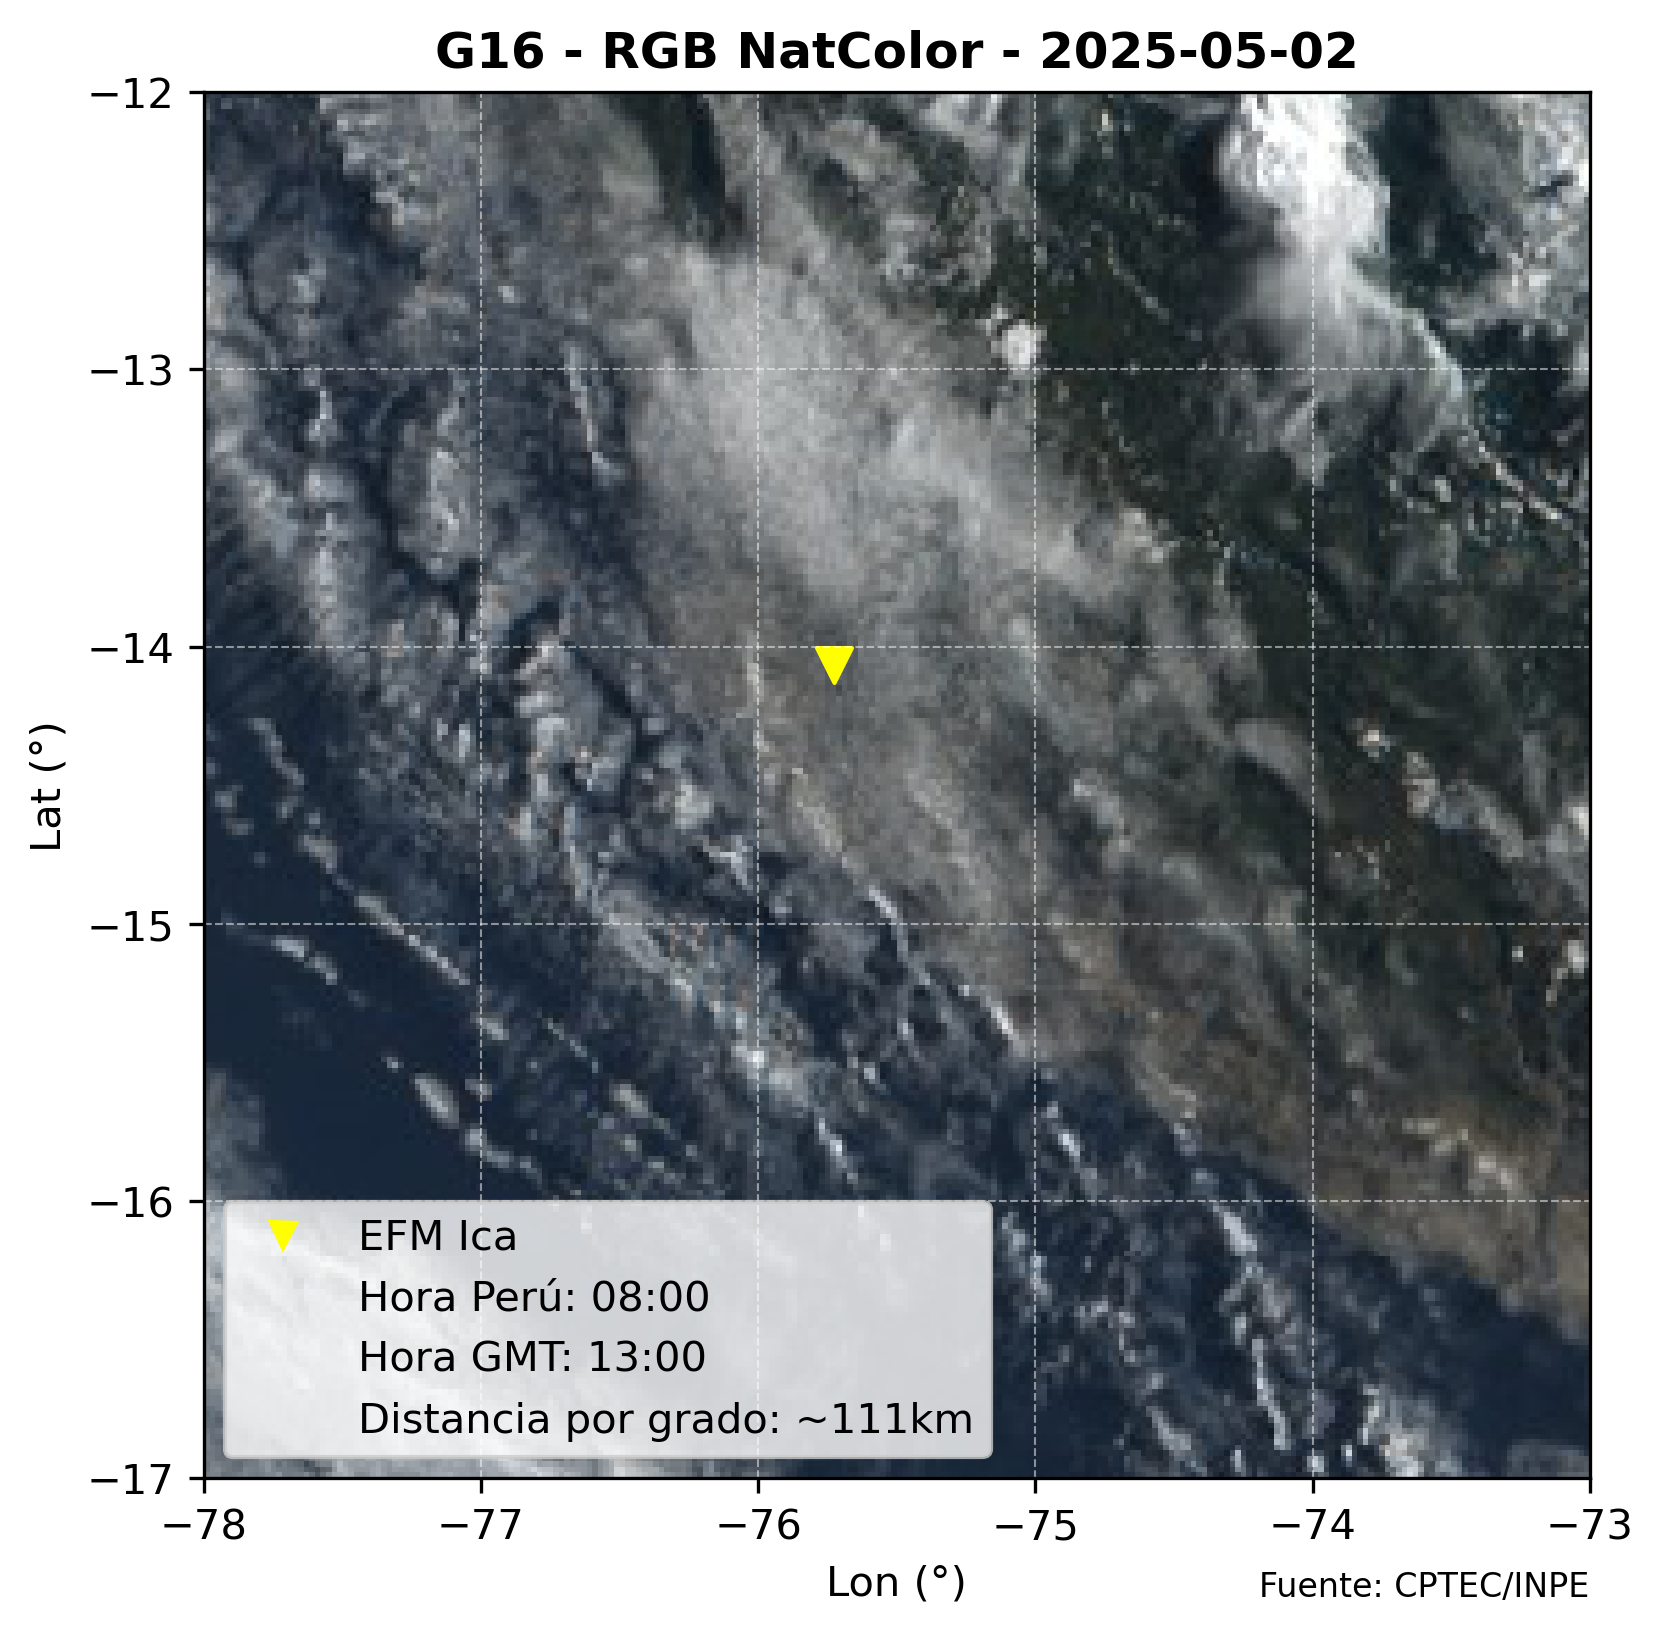 G16 - RGB NatColor - 2025-05-02
−12
−13
−14
−15
−16
−17
Lat (°)
EFM Ica
Hora Perú: 08:00
Hora GMT: 13:00
Distancia por grado: ~111km
−78
−77
−76
−75
−74
−73
Lon (°)
Fuente: CPTEC/INPE